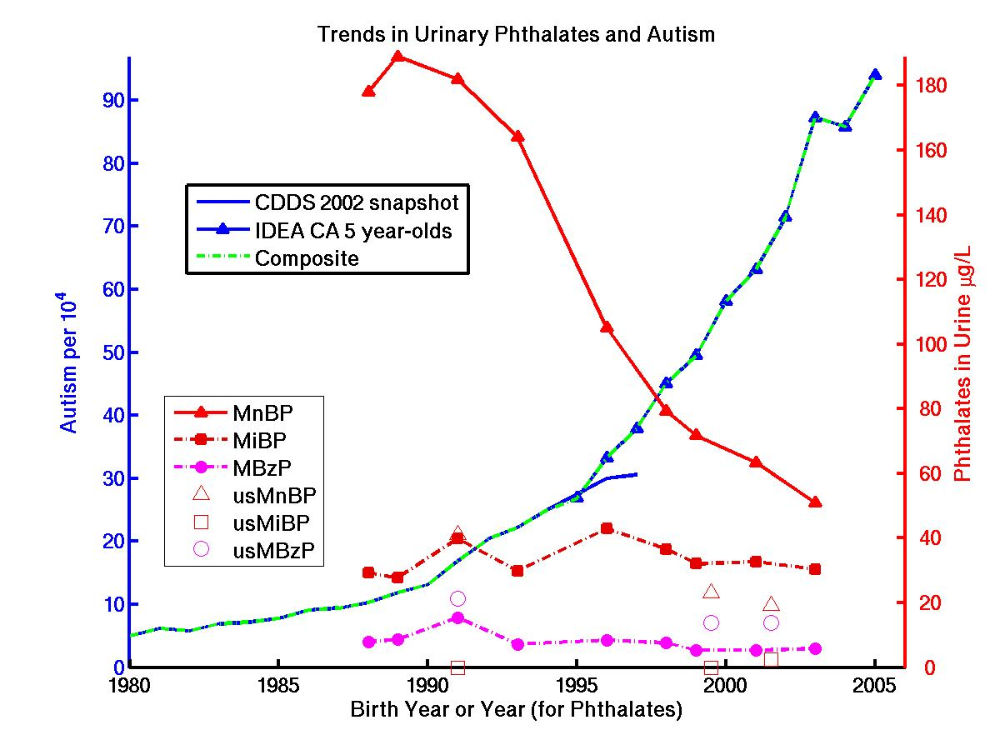 Trends in Urinary Phthalates and Autism
90
80
70
60
50
40
30
20
10
0
Autism per 10⁴
180
160
140
120
100
80
60
40
20
0
Phthalates in Urine μg/L
CDDS 2002 snapshot
IDEA CA 5 year-olds
Composite
MnBP
MiBP
MBzP
usMnBP
usMiBP
usMBzP
1980 1985 1990 1995 2000 2005
Birth Year or Year (for Phthalates)